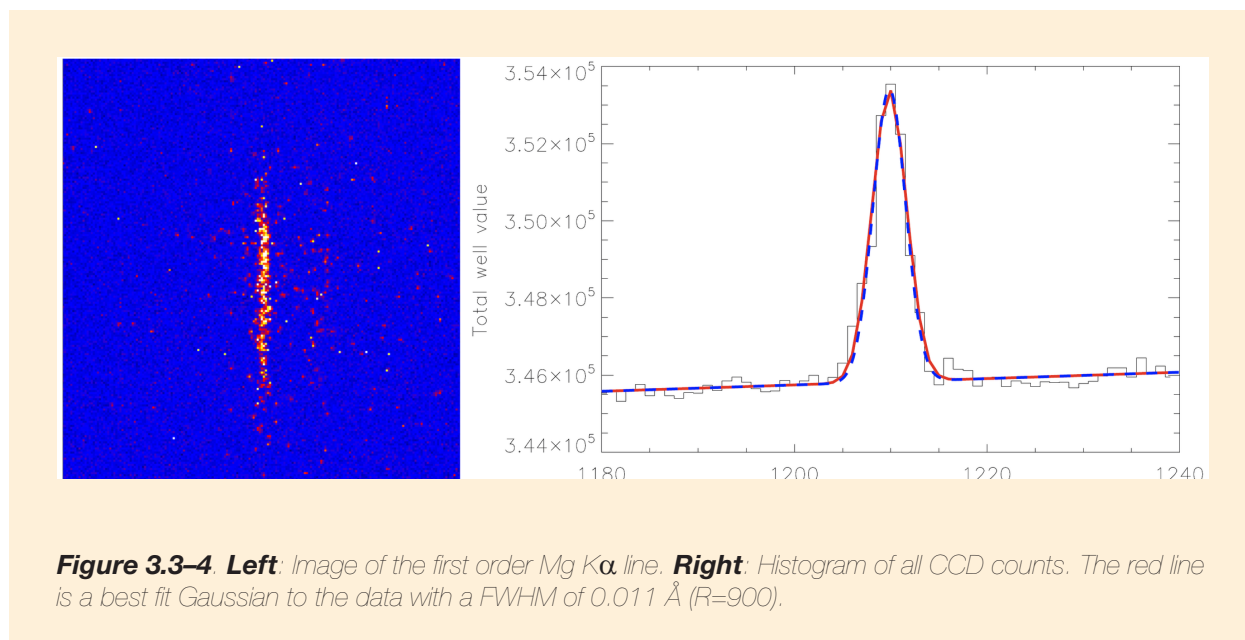 3.54×10⁵
3.52×10⁵
3.50×10⁵
3.48×10⁵
3.46×10⁵
3.44×10⁵
Total well value
1180 1200 1220 1240
Figure 3.3–4. Left: Image of the first order Mg Kα line. Right: Histogram of all CCD counts. The red line
is a best fit Gaussian to the data with a FWHM of 0.011 Å (R=900).